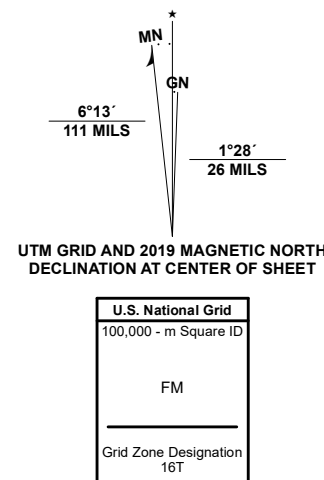 ★
MN
GN
6°13´
111 MILS
1°28´
26 MILS
UTM GRID AND 2019 MAGNETIC NORTH
DECLINATION AT CENTER OF SHEET
U.S. National Grid
100,000 - m Square ID
FM
Grid Zone Designation
16T